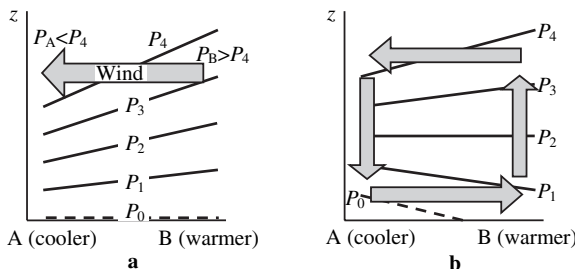 z
P_A<P_4
P_4
P_B>P_4
Wind
P_3
P_2
P_1
P_0
A (cooler)
B (warmer)
a
z
P_4
P_3
P_2
P_0
P_1
A (cooler)
B (warmer)
b